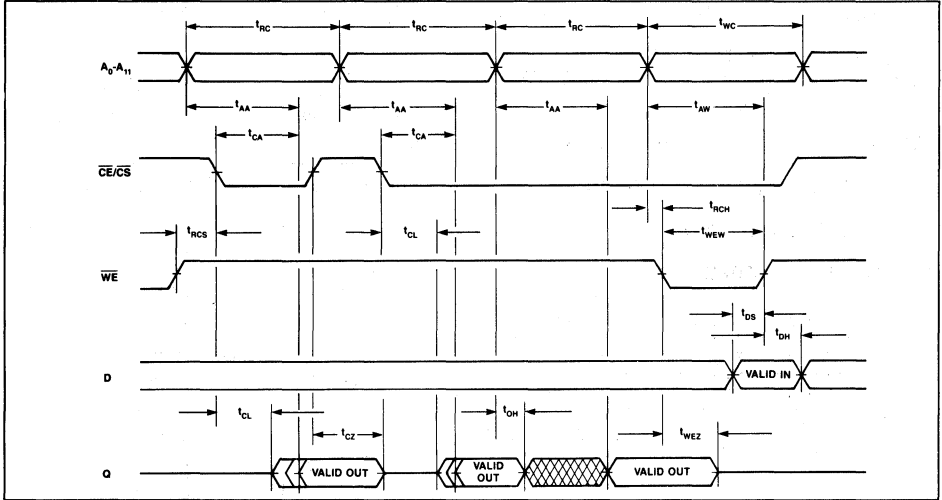 tRC tRC tRC tWC
A0-A11
tAA tAA tAA tAW
tCA tCA
CE/CS
tRCH
tRCS tCL tWEW
WE
tDS
tDH
D VALID IN
tCL tOH
tCZ tWEZ
Q VALID OUT VALID OUT VALID OUT